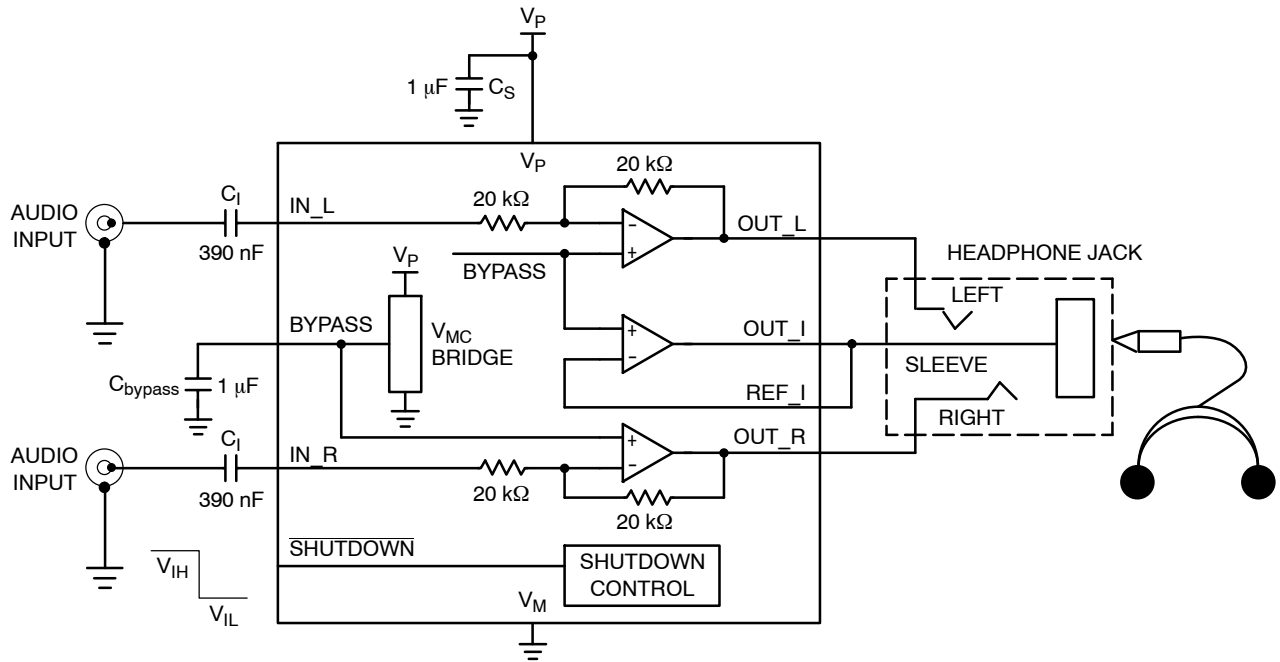 V_P
1 μF
C_S
V_P
20 kΩ
C_I
20 kΩ
AUDIO
INPUT
IN_L
390 nF
OUT_L
V_P
BYPASS
HEADPHONE JACK
LEFT
BYPASS
V_MC
BRIDGE
OUT_I
SLEEVE
C_bypass
1 μF
REF_I
RIGHT
C_I
OUT_R
AUDIO
INPUT
IN_R
390 nF
20 kΩ
20 kΩ
SHUTDOWN
V_IH
V_IL
SHUTDOWN
CONTROL
V_M